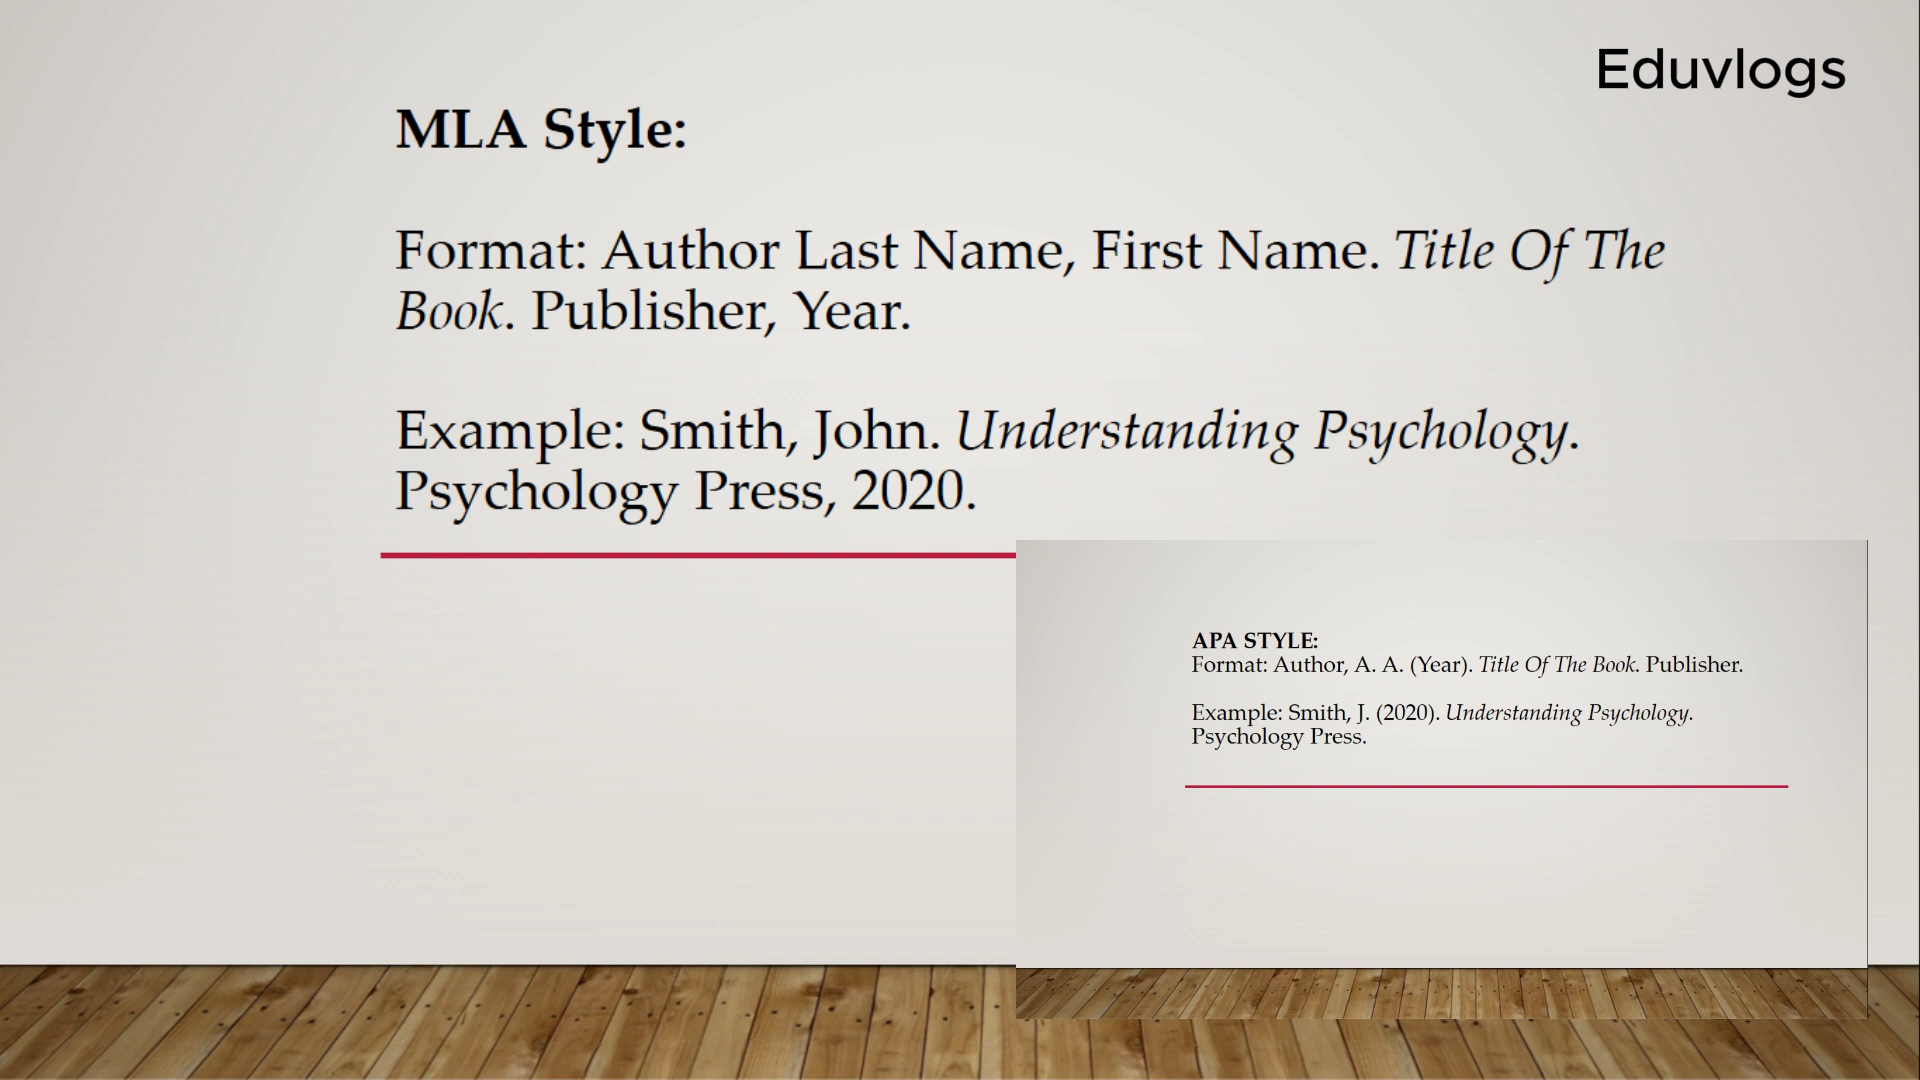 Eduvlogs
MLA Style:
Format: Author Last Name, First Name. Title Of The
Book. Publisher, Year.
Example: Smith, John. Understanding Psychology.
Psychology Press, 2020.
APA STYLE:
Format: Author, A. A. (Year). Title Of The Book. Publisher.
Example: Smith, J. (2020). Understanding Psychology.
Psychology Press.